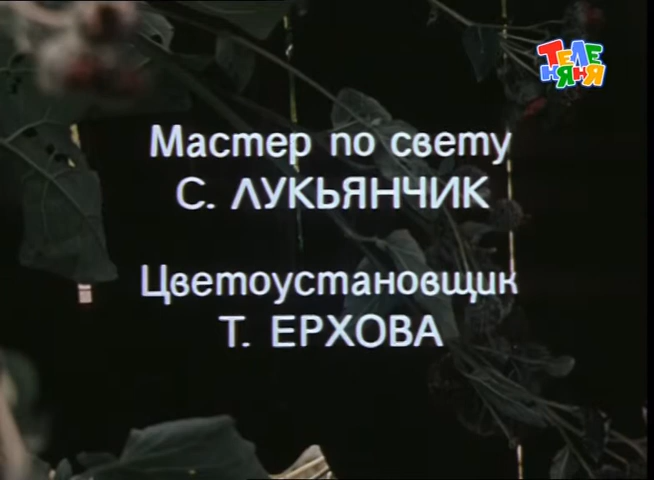 ТЕЛЕ
НЯНЯ
Мастер по свету
С. ЛУКЬЯНЧИК
Цветоустановщик
Т. ЕРХОВА